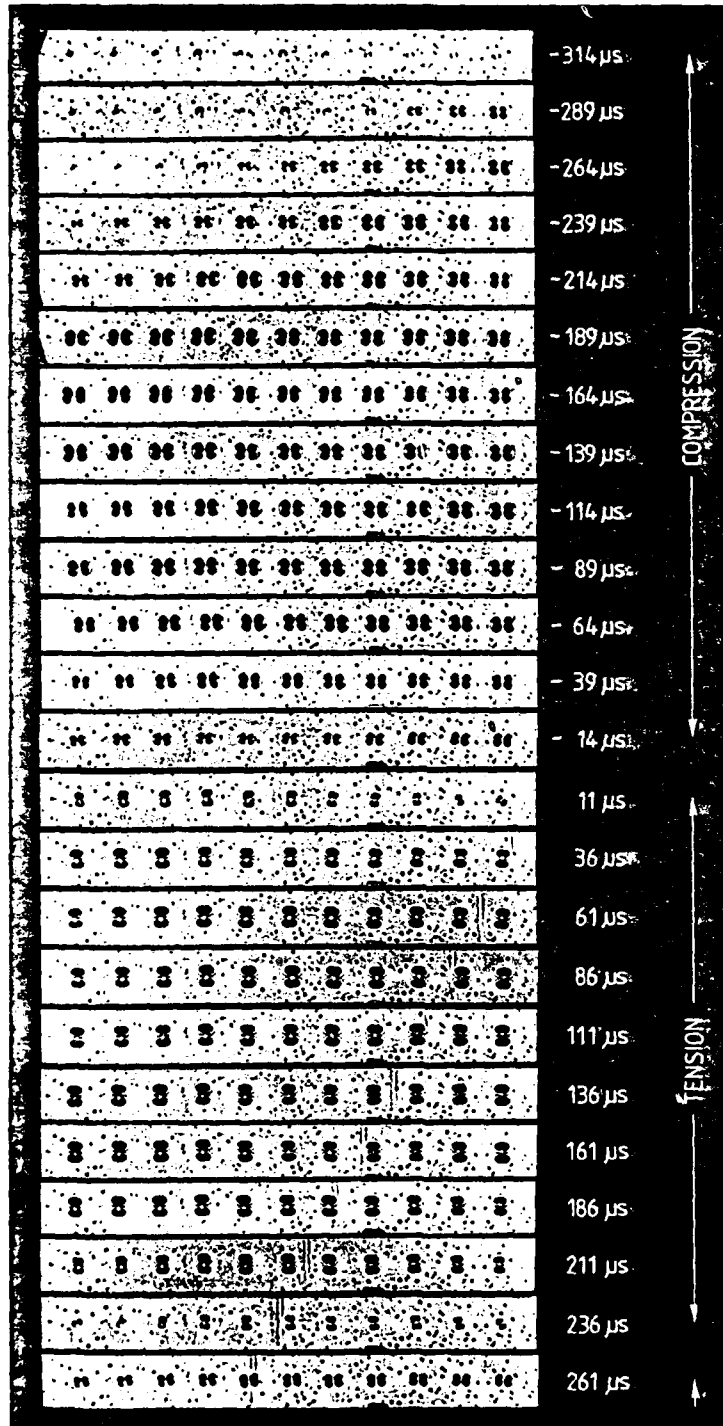 -314 µs
-289 µs
-264 µs
-239 µs
-214 µs
-189 µs
-164 µs
-139 µs
-114 µs
- 89 µs
- 64 µs
- 39 µs
- 14 µs
11 µs
36 µs
61 µs
86 µs
111 µs
136 µs
161 µs
186 µs
211 µs
236 µs
261 µs
COMPRESSION
TENSION